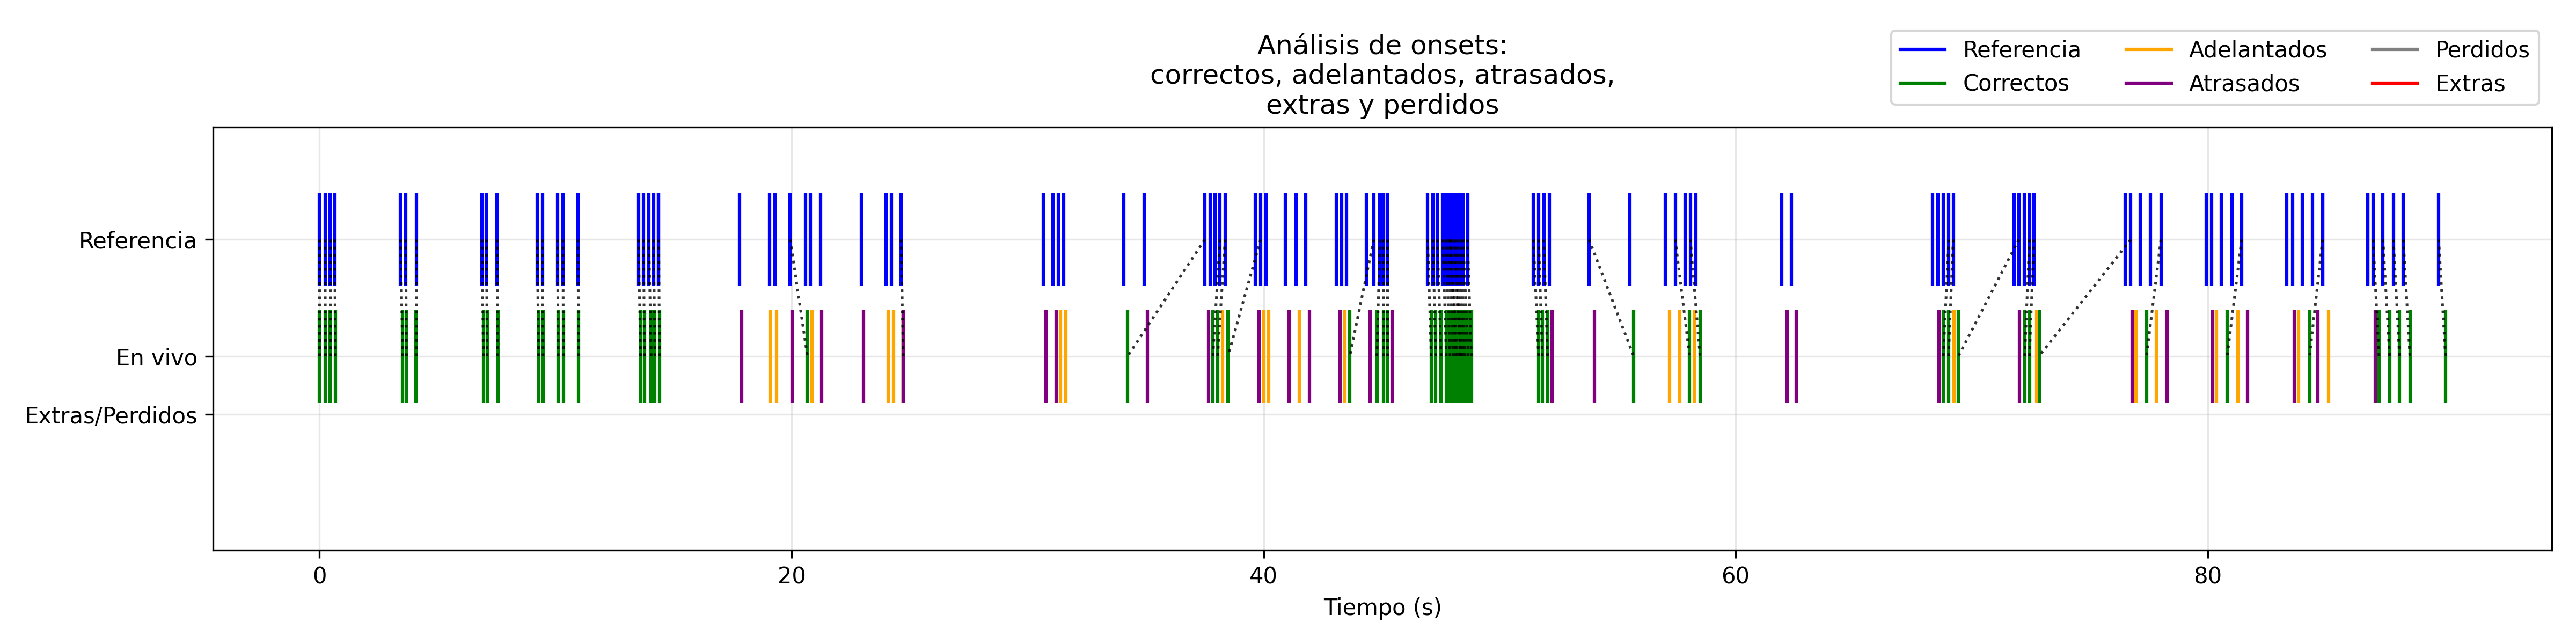 Análisis de onsets:
correctos, adelantados, atrasados,
extras y perdidos
Referencia
Correctos
Adelantados
Atrasados
Perdidos
Extras
Referencia
En vivo
Extras/Perdidos
0
20
40
60
80
Tiempo (s)